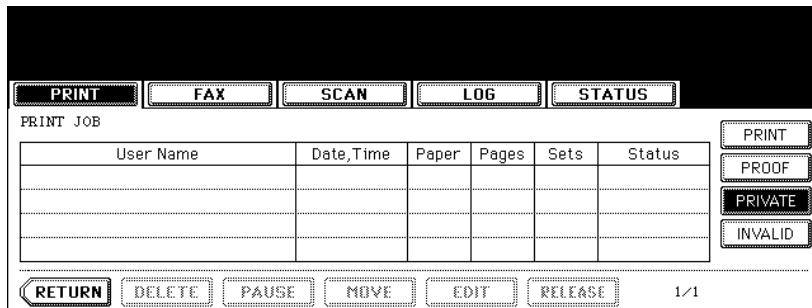 PRINT FAX SCAN LOG STATUS
PRINT JOB
PRINT
User Name Date,Time Paper Pages Sets Status
PROOF
PRIVATE
INVALID
RETURN DELETE PAUSE MOVE EDIT RELEASE 1/1